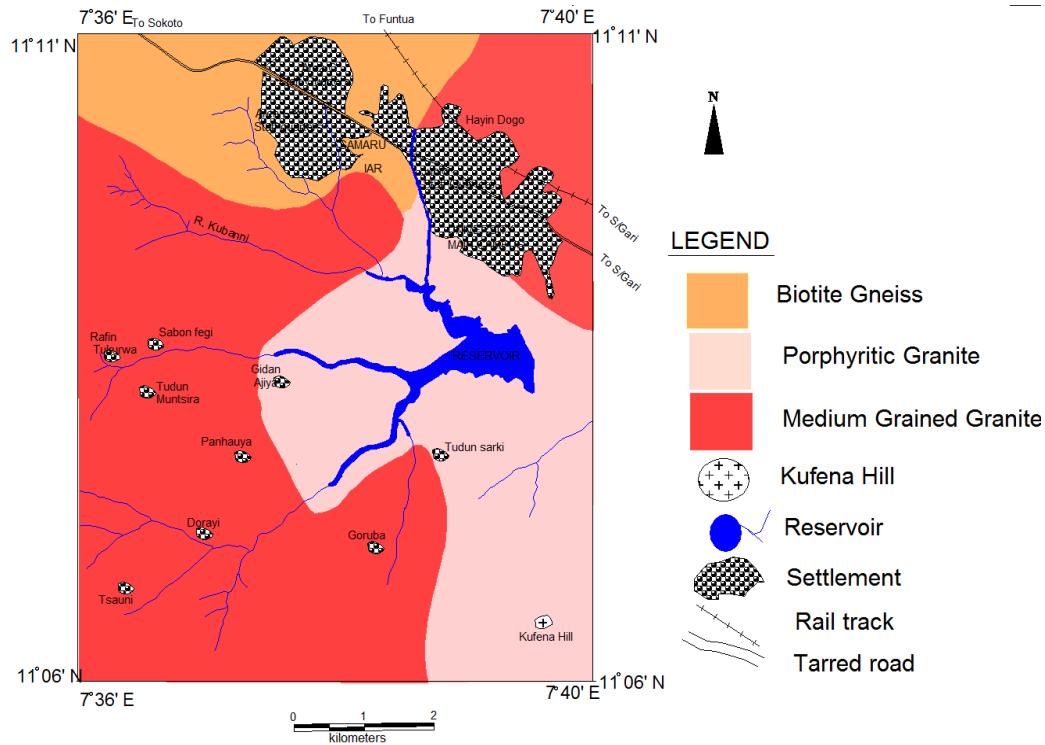 7°36' E
7°40' E
To Sokoto
To Funtua
11°11' N
11°11' N
N
Hayin Dogo
SAMARU
IAR
To S/Gari
To S/Gari
R. Kubanni
MAIN CAMPUS
LEGEND
Biotite Gneiss
Porphyritic Granite
Medium Grained Granite
Kufena Hill
Reservoir
Settlement
Rail track
Tarred road
Sabon fegi
Rafin
Tukurwa
RESERVOIR
Gidan
Ajiya
Tudun
Muntsira
Panhauya
Tudun sarki
Dorayi
Goruba
Tsauni
Kufena Hill
11°06' N
11°06' N
7°36' E
7°40' E
0 1 2
kilometers